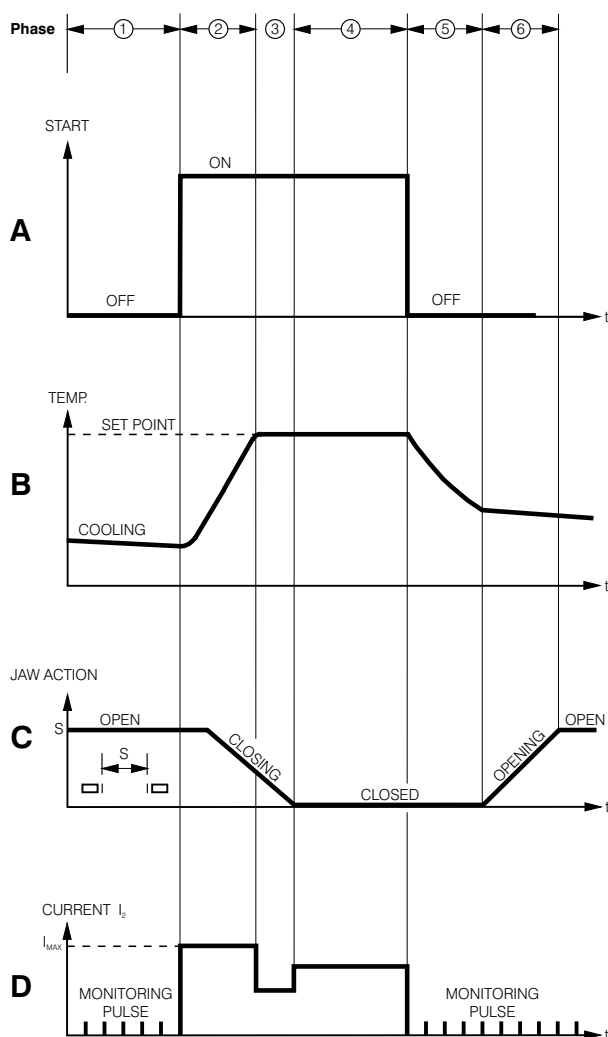 Phase ① ② ③ ④ ⑤ ⑥
START
ON
A
OFF OFF
t
TEMP.
SET POINT
B
COOLING
t
JAW ACTION
S OPEN OPEN
C
S
CLOSING
OPENING
CLOSED
t
CURRENT I₂
I_MAX
D
MONITORING
PULSE
MONITORING
PULSE
t